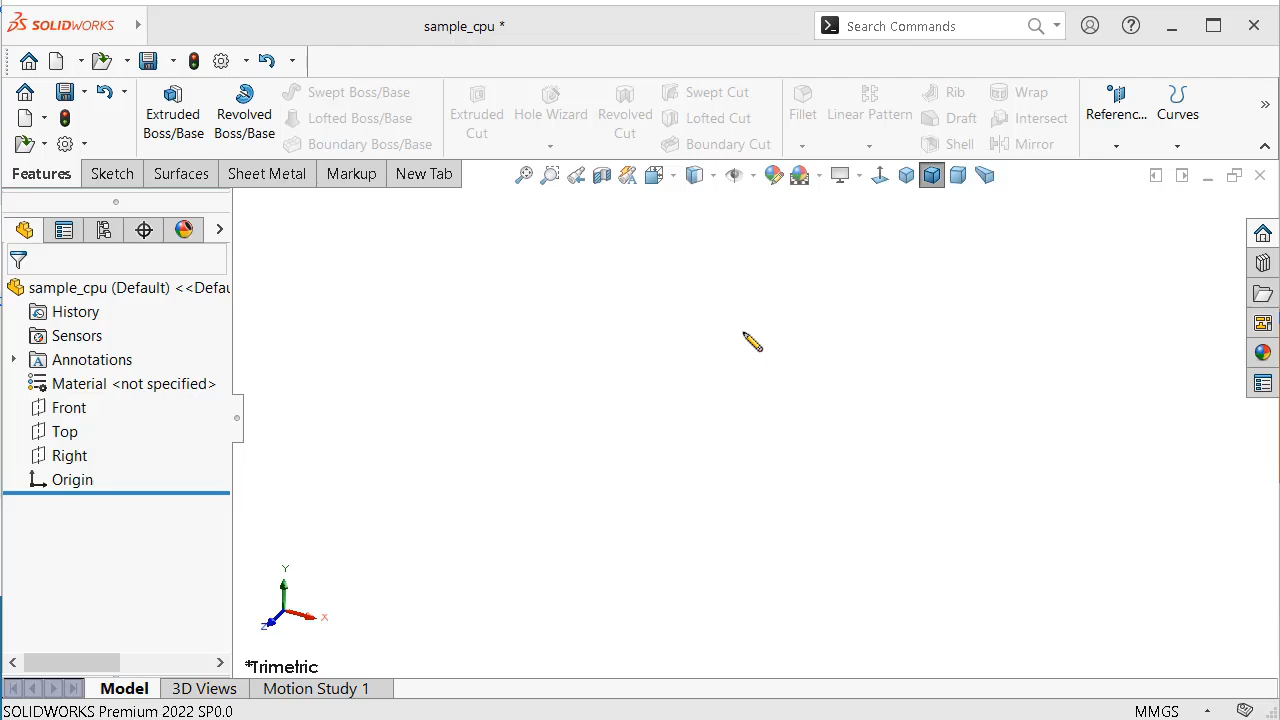 SOLIDWORKS
sample_cpu *
Search Commands
Extruded Boss/Base
Revolved Boss/Base
Swept Boss/Base
Lofted Boss/Base
Boundary Boss/Base
Extruded Cut
Hole Wizard
Revolved Cut
Swept Cut
Lofted Cut
Boundary Cut
Fillet
Linear Pattern
Rib
Draft
Shell
Wrap
Intersect
Mirror
Referenc...
Curves
Features
Sketch
Surfaces
Sheet Metal
Markup
New Tab
sample_cpu (Default) <<Defau
History
Sensors
Annotations
Material <not specified>
Front
Top
Right
Origin
Y
X
Z
*Trimetric
Model
3D Views
Motion Study 1
SOLIDWORKS Premium 2022 SP0.0
MMGS